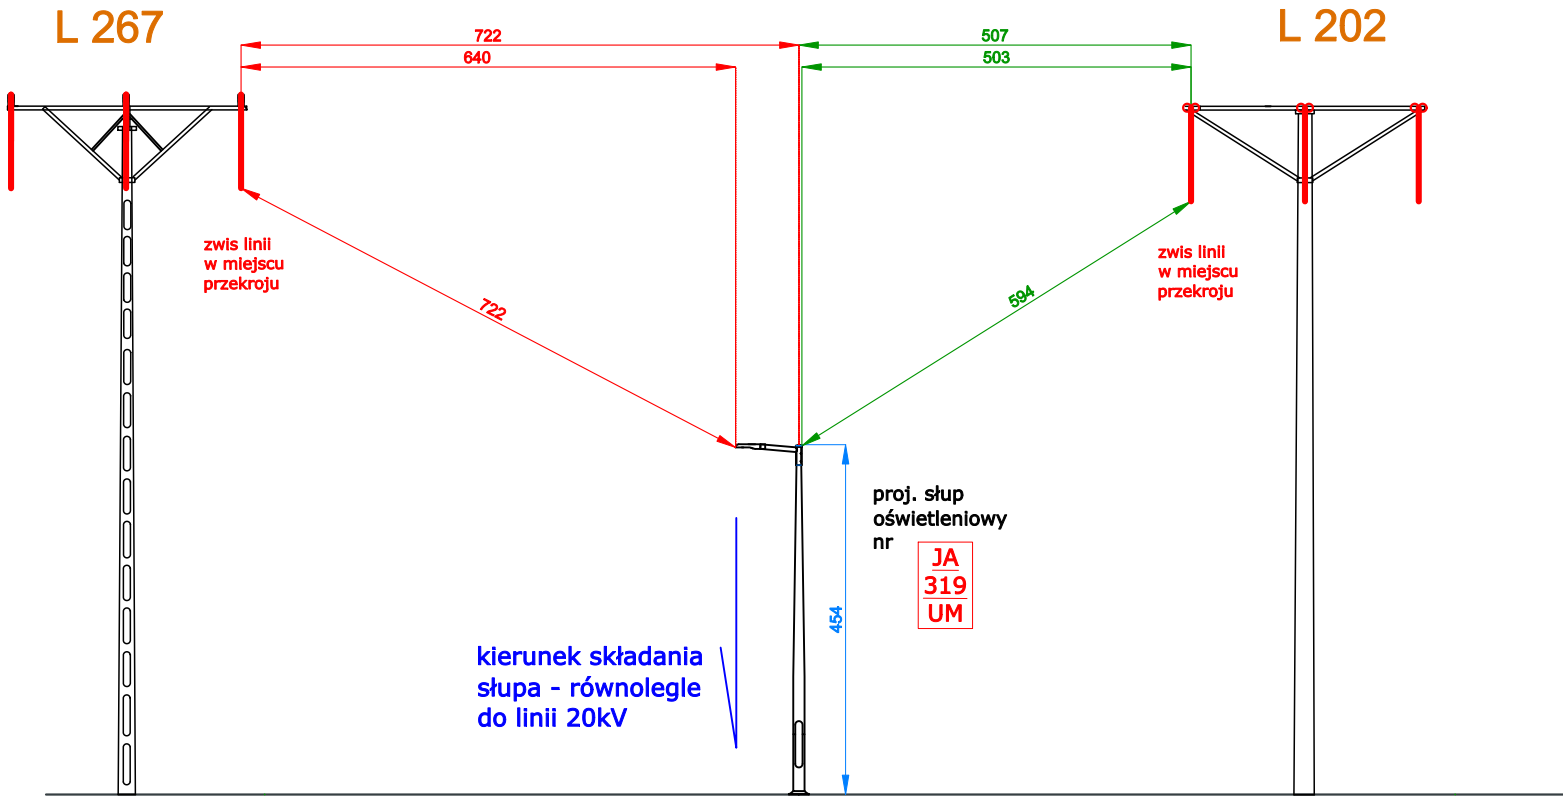 L 267
L 202
722
640
507
503
zwis linii
w miejscu
przekroju
722
594
zwis linii
w miejscu
przekroju
proj. słup
oświetleniowy
nr
JA
319
UM
454
kierunek składania
słupa - równolegle
do linii 20kV